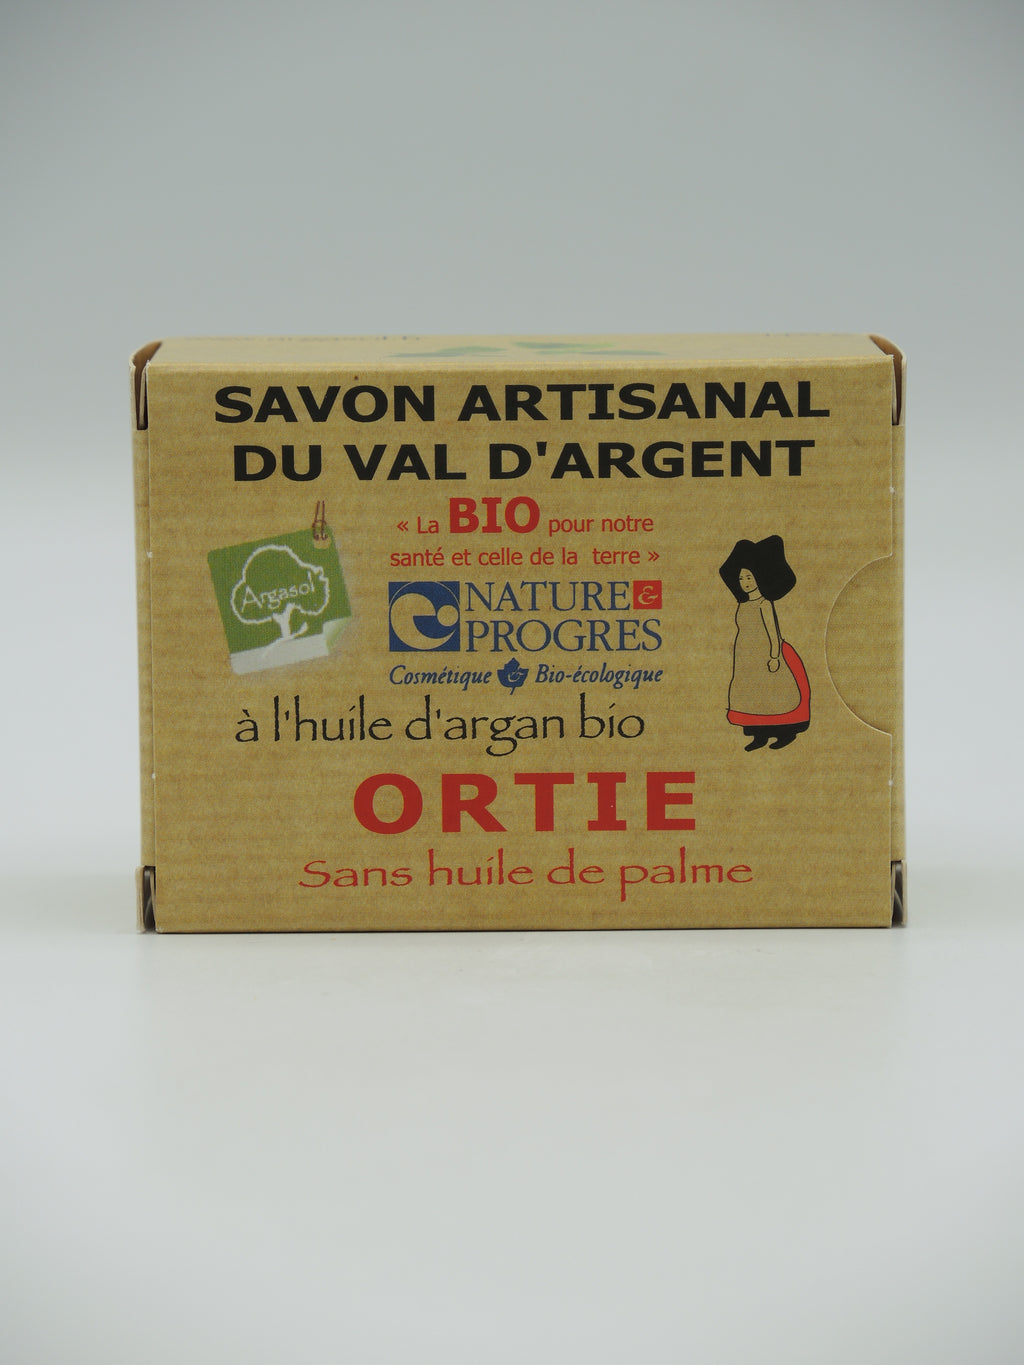 SAVON ARTISANAL
DU VAL D'ARGENT
« La BIO pour notre
santé et celle de la terre »
Argasol
NATURE &
PROGRES
Cosmétique & Bio-écologique
à l'huile d'argan bio
ORTIE
Sans huile de palme